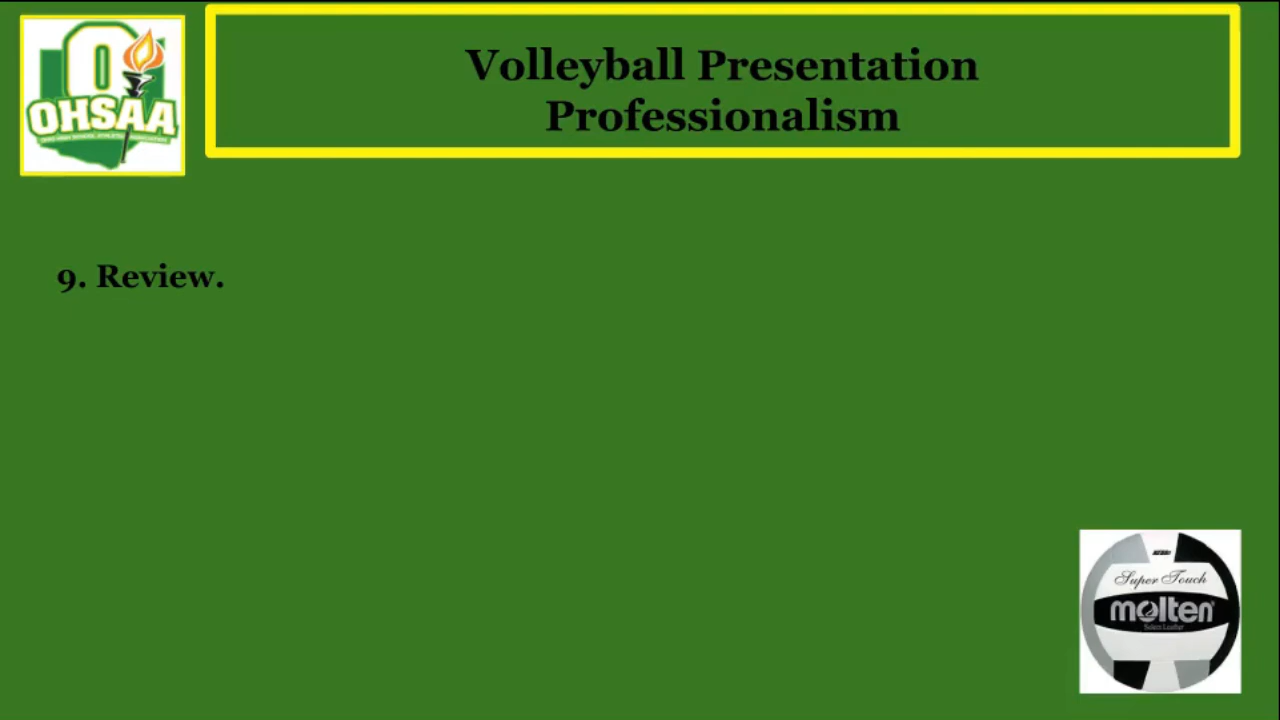 OHSAA
Volleyball Presentation
Professionalism
9. Review.
Super Touch
molten